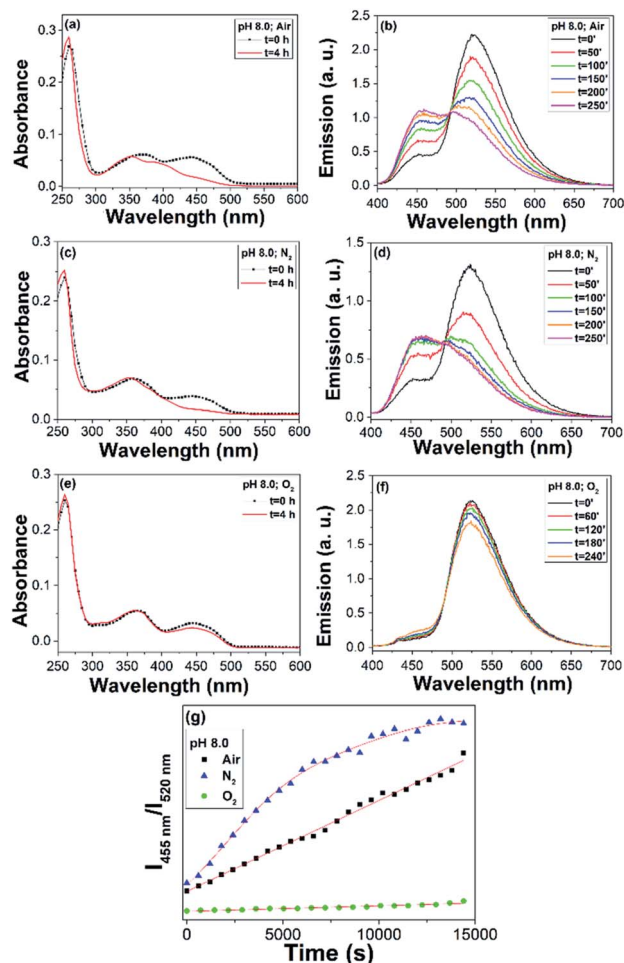 (a)
pH 8.0; Air
t=0 h
t=4 h
Absorbance
0.3
0.2
0.1
0.0
250 300 350 400 450 500 550 600
Wavelength (nm)
(b)
pH 8.0; Air
t=0'
t=50'
t=100'
t=150'
t=200'
t=250'
Emission (a. u.)
2.5
2.0
1.5
1.0
0.5
0.0
400 450 500 550 600 700
Wavelength (nm)
(c)
pH 8.0; N₂
t=0 h
t=4 h
Absorbance
0.3
0.2
0.1
0.0
250 300 350 400 450 500 550 600
Wavelength (nm)
(d)
pH 8.0; N₂
t=0'
t=50'
t=100'
t=150'
t=200'
t=250'
Emission (a. u.)
1.5
1.0
0.5
0.0
400 450 500 550 600 700
Wavelength (nm)
(e)
pH 8.0; O₂
t=0 h
t=4 h
Absorbance
0.3
0.2
0.1
0.0
250 300 350 400 450 500 550 600
Wavelength (nm)
(f)
pH 8.0; O₂
t=0'
t=60'
t=120'
t=180'
t=240'
Emission (a. u.)
2.5
2.0
1.5
1.0
0.5
0.0
400 450 500 550 600 700
Wavelength (nm)
(g)
pH 8.0
Air
N₂
O₂
I455 nm/I520 nm
0 5000 10000 15000
Time (s)